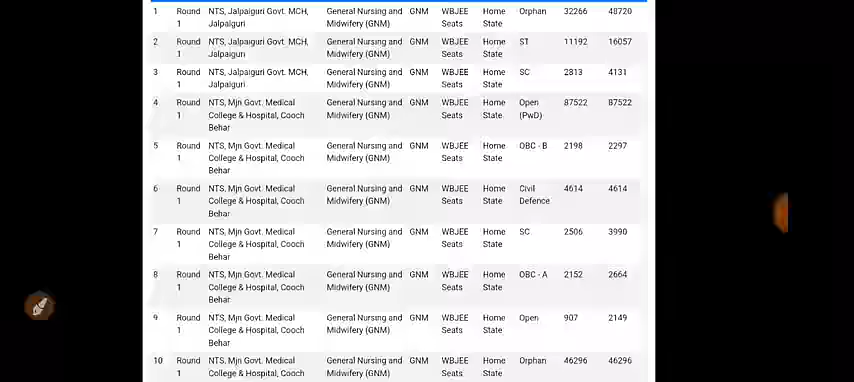 1 Round NTS, Jalpaiguri Govt. MCH, General Nursing and GNM WBJEE Home Orphan 32266 48720
1 Jalpaiguri Midwifery (GNM) Seats State
2 Round NTS, Jalpaiguri Govt. MCH, General Nursing and GNM WBJEE Home ST 11192 16057
1 Jalpaiguri Midwifery (GNM) Seats State
3 Round NTS, Jalpaiguri Govt. MCH, General Nursing and GNM WBJEE Home SC 2813 4131
1 Jalpaiguri Midwifery (GNM) Seats State
4 Round NTS, Mjn Govt. Medical General Nursing and GNM WBJEE Home Open 87522 87522
1 College & Hospital, Cooch Midwifery (GNM) Seats State (PwD)
Behar
5 Round NTS, Mjn Govt. Medical General Nursing and GNM WBJEE Home OBC - B 2198 2297
1 College & Hospital, Cooch Midwifery (GNM) Seats State
Behar
6 Round NTS, Mjn Govt. Medical General Nursing and GNM WBJEE Home Civil 4614 4614
1 College & Hospital, Cooch Midwifery (GNM) Seats State Defence
Behar
7 Round NTS, Mjn Govt. Medical General Nursing and GNM WBJEE Home SC 2506 3990
1 College & Hospital, Cooch Midwifery (GNM) Seats State
Behar
8 Round NTS, Mjn Govt. Medical General Nursing and GNM WBJEE Home OBC - A 2152 2664
1 College & Hospital, Cooch Midwifery (GNM) Seats State
Behar
9 Round NTS, Mjn Govt. Medical General Nursing and GNM WBJEE Home Open 907 2149
1 College & Hospital, Cooch Midwifery (GNM) Seats State
Behar
10 Round NTS, Mjn Govt. Medical General Nursing and GNM WBJEE Home Orphan 46296 46296
1 College & Hospital, Cooch Midwifery (GNM) Seats State